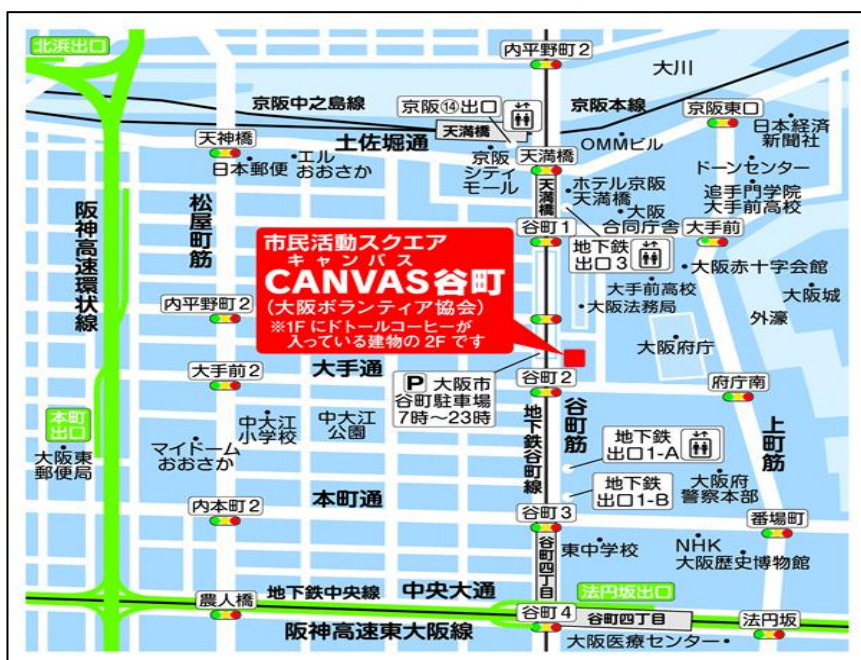 北浜出口
内平野町2
大川
京阪中之島線
京阪⑭出口
京阪本線
京阪東口
天満橋
日本経済
新聞社
天神橋
土佐堀通
OMMビル
日本郵便
エル
おおさか
京阪
シティ
モール
天満橋
ドーンセンター
天満橋
ホテル京阪
天満橋
追手門学院
大手前高校
阪神高速環状線
松屋町筋
大阪
合同庁舎
谷町1
大手前
市民活動スクエア
キャンバス
CANVAS谷町
(大阪ボランティア協会)
※1Fにドトールコーヒーが
入っている建物の2Fです
地下鉄
出口3
大阪赤十字会館
大手前高校
大阪法務局
大阪城
外濠
内平野町2
大阪府庁
大手前2
大手通
P 大阪市
谷町駐車場
7時～23時
谷町2
府庁南
本町
出口
大阪東
郵便局
中大江
小学校
中大江
公園
地下鉄谷町線
谷町筋
上町筋
マイドーム
おおさか
地下鉄
出口1-A
地下鉄
出口1-B
大阪府
警察本部
内本町2
本町通
谷町3
番場町
谷町四丁目
東中学校
NHK
大阪歴史博物館
農人橋
地下鉄中央線
中央大通
法円坂出口
阪神高速東大阪線
谷町4
谷町四丁目
法円坂
大阪医療センター